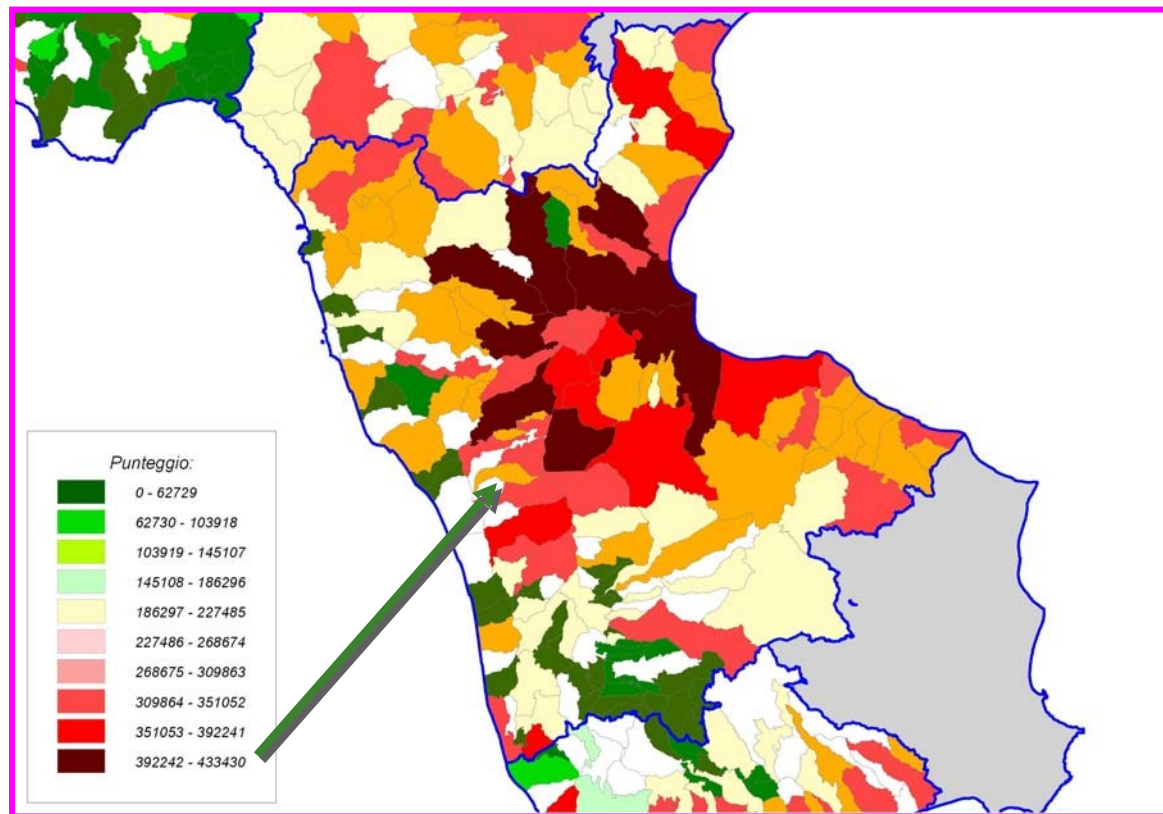 Punteggio:
0 - 62729
62730 - 103918
103919 - 145107
145108 - 186296
186297 - 227485
227486 - 268674
268675 - 309863
309864 - 351052
351053 - 392241
392242 - 433430